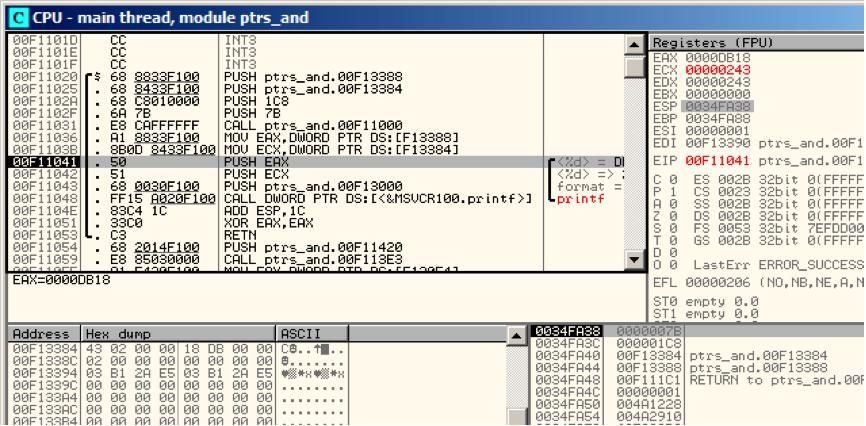 C CPU - main thread, module ptrs_and
00F1101D CC INT3
00F1101E CC INT3
00F1101F CC INT3
00F11020 $ 68 8833F100 PUSH ptrs_and.00F13388
00F11025 . 68 8433F100 PUSH ptrs_and.00F13384
00F1102A . 68 C8010000 PUSH 1C8
00F1102F . 6A 7B PUSH 7B
00F11031 . E8 CAFFFFFF CALL ptrs_and.00F11000
00F11036 . A1 8833F100 MOV EAX,DWORD PTR DS:[F13388]
00F1103B . 8B0D 8433F100 MOV ECX,DWORD PTR DS:[F13384]
00F11041 . 50 PUSH EAX <%d> =
00F11042 . 51 PUSH ECX <%d> =>
00F11043 . 68 0030F100 PUSH ptrs_and.00F13000 format =
00F11048 . FF15 A020F100 CALL DWORD PTR DS:[<&MSVCR100.printf>] printf
00F1104E . 83C4 1C ADD ESP,1C
00F11051 . 33C0 XOR EAX,EAX
00F11053 . C3 RETN
00F11054 . 68 2014F100 PUSH ptrs_and.00F11420
00F11059 . E8 85030000 CALL ptrs_and.00F113E3
EAX=0000DB18
Registers (FPU)
EAX 0000DB18
ECX 00000243
EDX 00000243
EBX 00000000
ESP 0034FA38
EBP 0034FA88
ESI 00000001
EDI 00F13390 ptrs_and.00F1
EIP 00F11041 ptrs_and.00F1
C 0 ES 002B 32bit 0(FFFFF
P 1 CS 0023 32bit 0(FFFFF
A 0 SS 002B 32bit 0(FFFFF
Z 0 DS 002B 32bit 0(FFFFF
S 0 FS 0053 32bit 7EFDD00
T 0 GS 002B 32bit 0(FFFFF
D 0
O 0 LastErr ERROR_SUCCESS
EFL 00000206 (NO,NB,NE,A,N
ST0 empty 0.0
ST1 empty 0.0
Address Hex dump ASCII
00F13384 43 02 00 00 18 DB 00 00
00F1338C 02 00 00 00 00 00 00 00
00F13394 03 B1 2A E5 03 B1 2A E5
00F1339C 00 00 00 00 00 00 00 00 ........
00F133A4 00 00 00 00 00 00 00 00 ........
00F133AC 00 00 00 00 00 00 00 00 ........
00F133B4 00 00 00 00 00 00 00 00 ........
0034FA38 0000007B
0034FA3C 000001C8
0034FA40 00F13384 ptrs_and.00F13384
0034FA44 00F13388 ptrs_and.00F13388
0034FA48 00F111C1 RETURN to ptrs_and.00F
0034FA4C 00000001
0034FA50 004A1228
0034FA54 004A2910